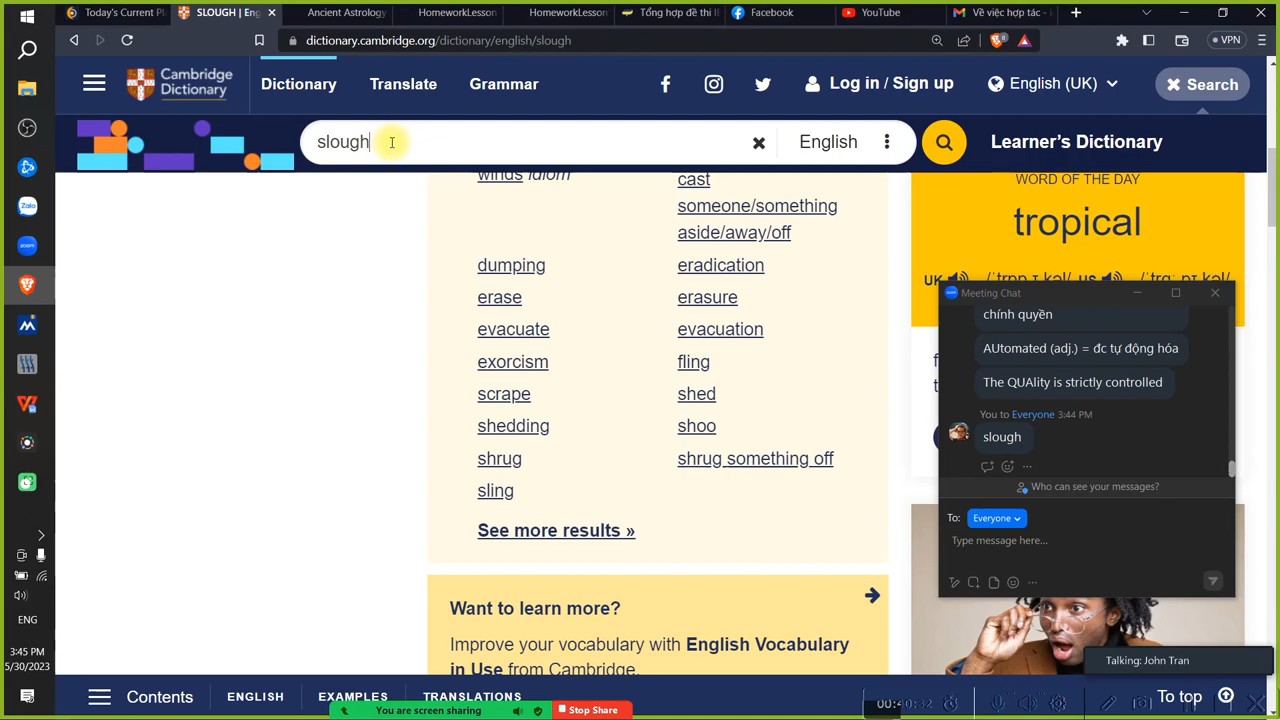 Today's Current Pl
SLOUGH | Eng
Ancient Astrology
HomeworkLesson
HomeworkLesson
Tổng hợp đề thi IE
Facebook
YouTube
Về việc hợp tác -
dictionary.cambridge.org/dictionary/english/slough
8
VPN
Cambridge
Dictionary
Dictionary
Translate
Grammar
Log in / Sign up
English (UK)
Search
slough
English
Learner's Dictionary
winds idiom
cast
someone/something
aside/away/off
dumping
eradication
erase
erasure
evacuate
evacuation
exorcism
fling
scrape
shed
shedding
shoo
shrug
shrug something off
sling
See more results »
Want to learn more?
Improve your vocabulary with English Vocabulary
in Use from Cambridge.
WORD OF THE DAY
tropical
UK
US
Meeting Chat
chính quyền
AUtomated (adj.) = đc tự động hóa
The QUAlity is strictly controlled
You to Everyone 3:44 PM
slough
Who can see your messages?
To:
Everyone
Type message here...
Talking: John Tran
Zalo
zoom
ENG
3:45 PM
5/30/2023
Contents
ENGLISH
EXAMPLES
TRANSLATIONS
To top
You are screen sharing
Stop Share